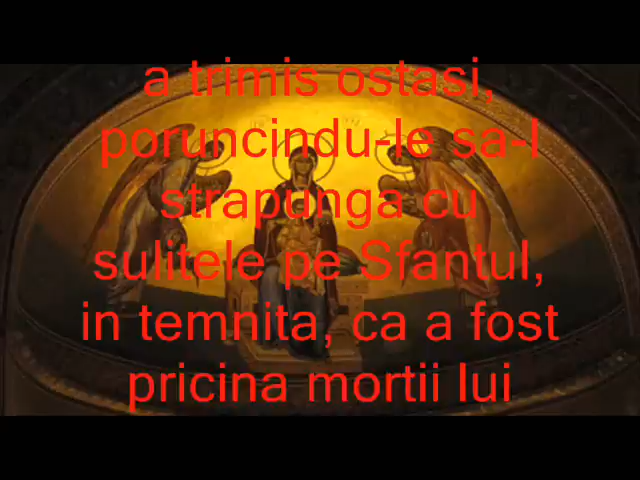 a trimis ostasi,
poruncindu-le sa-l
strapunga cu
sulitele pe Sfantul,
in temnita, ca a fost
pricina mortii lui